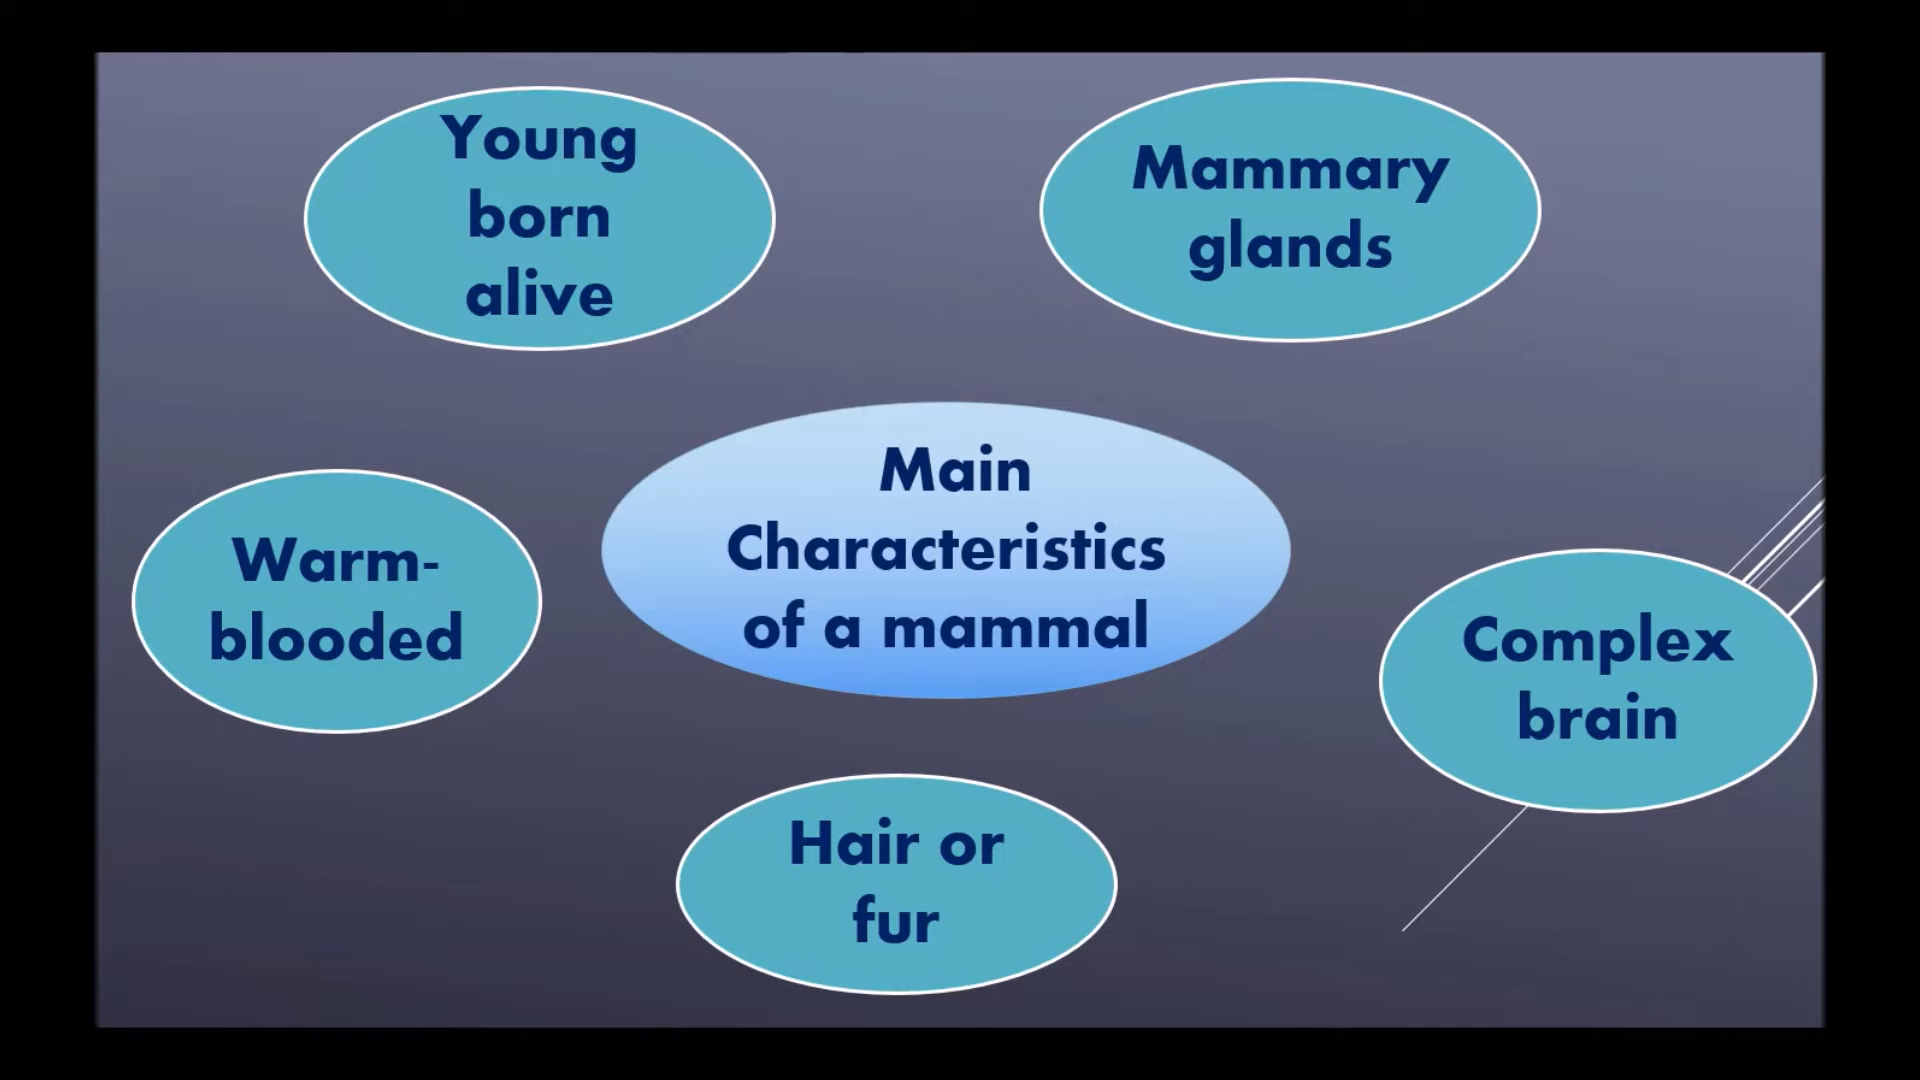 Young
born
alive
Mammary
glands
Main
Characteristics
of a mammal
Warm-
blooded
Complex
brain
Hair or
fur